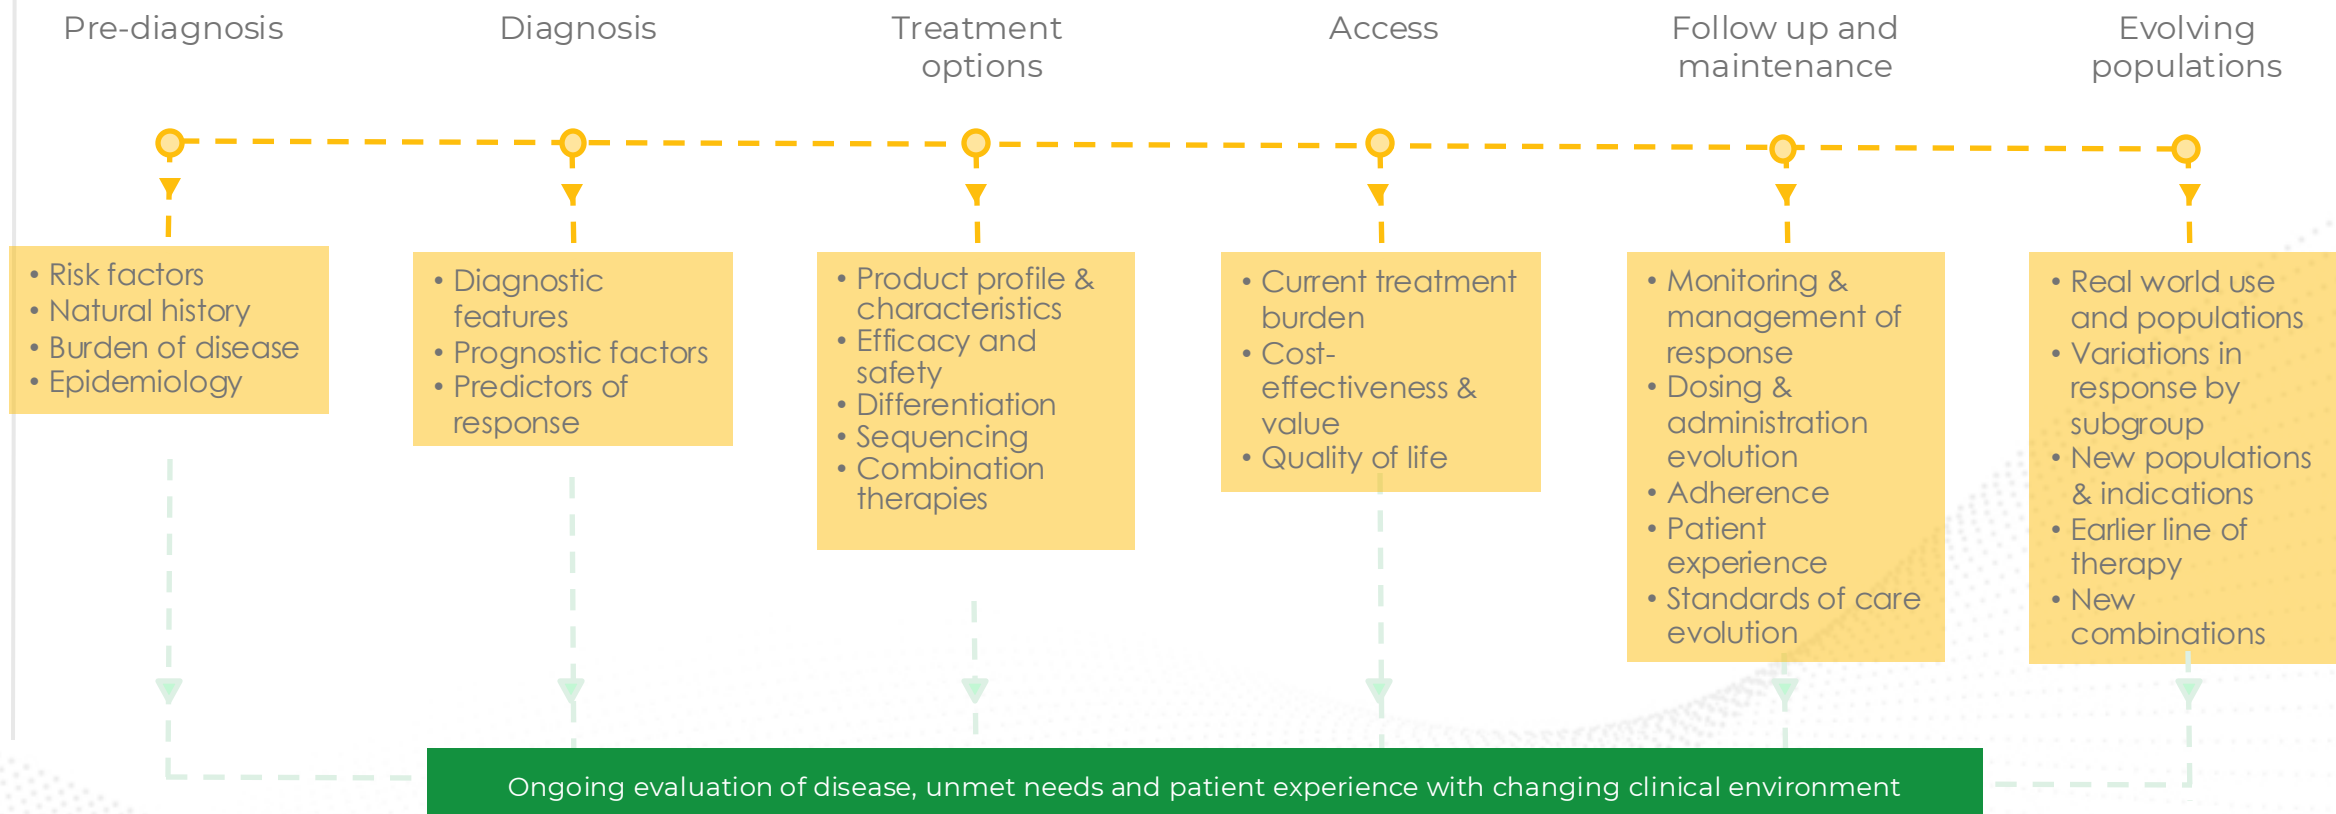 Pre-diagnosis
Diagnosis
Treatment
options
Access
Follow up and
maintenance
Evolving
populations
• Risk factors
• Natural history
• Burden of disease
• Epidemiology
• Diagnostic
features
• Prognostic factors
• Predictors of
response
• Product profile &
characteristics
• Efficacy and
safety
• Differentiation
• Sequencing
• Combination
therapies
• Current treatment
burden
• Cost-
effectiveness &
value
• Quality of life
• Monitoring &
management of
response
• Dosing &
administration
evolution
• Adherence
• Patient
experience
• Standards of care
evolution
• Real world use
and populations
• Variations in
response by
subgroup
• New populations
& indications
• Earlier line of
therapy
• New
combinations
Ongoing evaluation of disease, unmet needs and patient experience with changing clinical environment